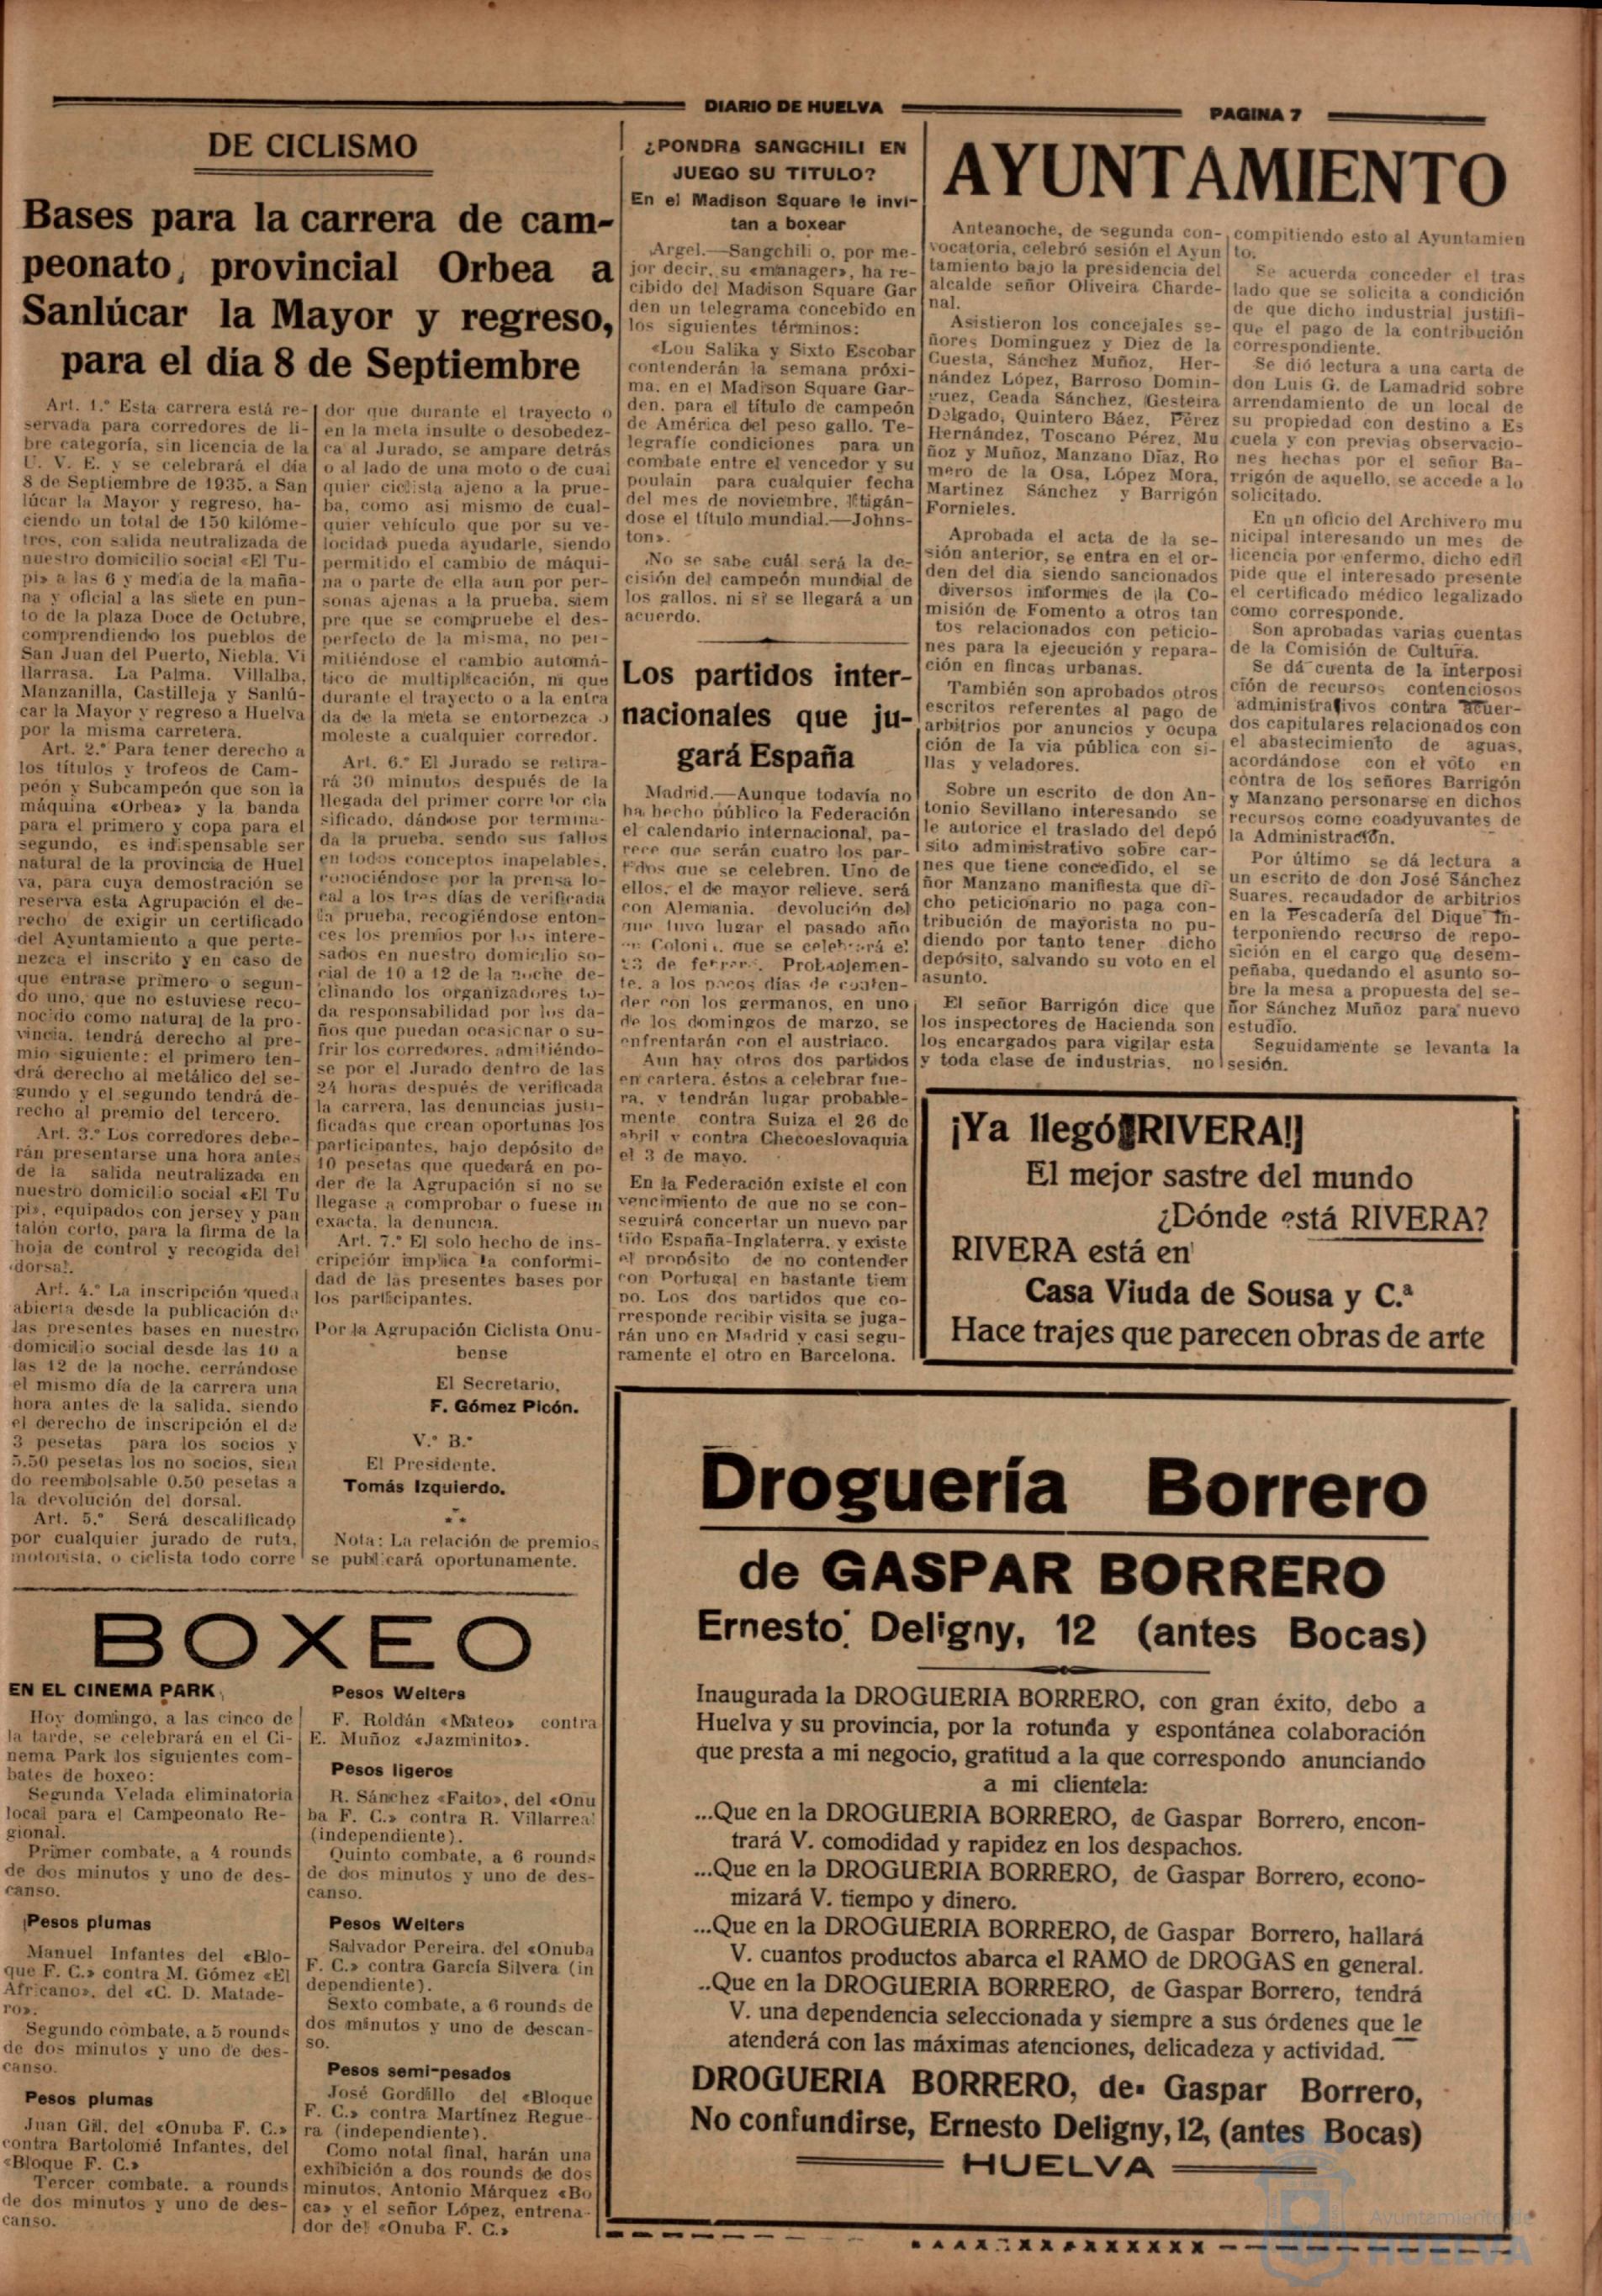 DIARIO DE HUELVA
PAGINA 7
DE CICLISMO
Bases para la carrera de cam-
peonato, provincial Orbea a
Sanlúcar la Mayor y regreso,
para el día 8 de Septiembre
Art. 1.º Esta carrera está re-
servada para corredores de li-
bre categoría, sin licencia de la
U. V. E. y se celebrará el día
8 de Septiembre de 1935, a San
lúcar la Mayor y regreso, ha-
ciendo un total de 150 kilóme-
tros, con salida neutralizada de
nuestro domicilio social «El Tu-
pi» a las 6 y media de la maña-
na y oficial a las siete en pun-
to de la plaza Doce de Octubre,
comprendiendo los pueblos de
San Juan del Puerto, Niebla, Vi
llarrasa. La Palma. Villalba,
Manzanilla, Castilleja y Sanlú-
car la Mayor y regreso a Huelva
por la misma carretera.
Art. 2.º Para tener derecho a
los títulos y trofeos de Cam-
peón y Subcampeón que son la
máquina «Orbea» y la banda
para el primero y copa para el
segundo, es indispensable ser
natural de la provincia de Huel
va, para cuya demostración se
reserva esta Agrupación el de-
recho de exigir un certificado
del Ayuntamiento a que perte-
nezca el inscrito y en caso de
que entrase primero o segun-
do uno, que no estuviese reco-
nocido como natural de la pro-
vincia, tendrá derecho al pre-
mio siguiente: el primero ten-
drá derecho al metálico del se-
gundo y el segundo tendrá de-
recho al premio del tercero.
Art. 3.º Los corredores debe-
rán presentarse una hora antes
de la salida neutralizada en
nuestro domicilio social «El Tu
pi», equipados con jersey y pan
talón corto, para la firma de la
hoja de control y recogida del
dorsal.
Art. 4.º La inscripción queda
abierta desde la publicación de
las presentes bases en nuestro
domicilio social desde las 10 a
las 12 de la noche, cerrándose
el mismo día de la carrera una
hora antes de la salida, siendo
el derecho de inscripción el de
3 pesetas para los socios y
5.50 pesetas los no socios, sien
do reembolsable 0.50 pesetas a
la devolución del dorsal.
Art. 5.º Será descalificado
por cualquier jurado de ruta,
motorista, o ciclista todo corre
dor que durante el trayecto o
en la meta insulte o desobedez-
ca al Jurado, se ampare detrás
o al lado de una moto o de cual
quier ciclista ajeno a la prue-
ba, como asi mismo de cual-
quier vehículo que por su ve-
locidad pueda ayudarle, siendo
permitido el cambio de máqui-
na o parte de ella aun por per-
sonas ajenas a la prueba, siem
pre que se compruebe el des-
perfecto de la misma, no per-
mitiéndose el cambio automá-
tico de multiplicación, ni que
durante el trayecto o a la entra
da de la meta se entorpezca o
moleste a cualquier corredor.
Art. 6.º El Jurado se retira-
rá 30 minutos después de la
llegada del primer corredor cla
sificado, dándose por termina-
da la prueba, sendo sus fallos
en todos conceptos inapelables,
conociéndose por la prensa lo-
cal a los tres días de verificada
la prueba, recogiéndose enton-
ces los premios por los intere-
sados en nuestro domicilio so-
cial de 10 a 12 de la noche de-
clinando los organizadores to-
da responsabilidad por los da-
ños que puedan ocasionar o su-
frir los corredores, admitiéndo-
se por el Jurado dentro de las
24 horas después de verificada
la carrera, las denuncias justi-
ficadas que crean oportunas los
participantes, bajo depósito de
10 pesetas que quedará en po-
der de la Agrupación si no se
llegase a comprobar o fuese in
exacta, la denuncia.
Art. 7.º El solo hecho de ins-
cripción implica la conformi-
dad de las presentes bases por
los participantes.
Por la Agrupación Ciclista Onu-
bense
El Secretario,
F. Gómez Picón.
V.º B.º
El Presidente.
Tomás Izquierdo.
Nota: La relación de premios
se publicará oportunamente.
BOXEO
EN EL CINEMA PARK
Hoy domingo, a las cinco de
la tarde, se celebrará en el Ci-
nema Park los siguientes com-
bates de boxeo:
Segunda Velada eliminatoria
local para el Campeonato Re-
gional.
Primer combate, a 4 rounds
de dos minutos y uno de des-
canso.
Pesos plumas
Manuel Infantes del «Blo-
que F. C.» contra M. Gómez «El
Africano», del «C. D. Matade-
ro».
Segundo combate, a 5 rounds
de dos minutos y uno de des-
canso.
Pesos plumas
Juan Gil, del «Onuba F. C.»
contra Bartolomé Infantes, del
«Bloque F. C.»
Tercer combate, a rounds
de dos minutos y uno de des-
canso.
Pesos Welters
F. Roldán «Mateo» contra
E. Muñoz «Jazminito».
Pesos ligeros
R. Sánchez «Faito», del «Onu
ba F. C.» contra R. Villarreal
(independiente).
Quinto combate, a 6 rounds
de dos minutos y uno de des-
canso.
Pesos Welters
Salvador Pereira. del «Onuba
F. C.» contra García Silvera (in
dependiente).
Sexto combate, a 6 rounds de
dos minutos y uno de descan-
so.
Pesos semi-pesados
José Gordillo del «Bloque
F. C.» contra Martínez Regue-
ra (independiente).
Como notal final, harán una
exhibición a dos rounds de dos
minutos, Antonio Márquez «Bo
ca» y el señor López, entrena-
dor del «Onuba F. C.»
¿PONDRA SANGCHILI EN
JUEGO SU TITULO?
En el Madison Square le invi-
tan a boxear
Argel.—Sangchili o, por me-
jor decir, su «manager», ha re-
cibido del Madison Square Gar
den un telegrama concebido en
los siguientes términos:
«Lou Salika y Sixto Escobar
contenderán la semana próxi-
ma, en el Madison Square Gar-
den, para el título de campeón
de América del peso gallo. Te-
legrafíe condiciones para un
combate entre el vencedor y su
poulain para cualquier fecha
del mes de noviembre, litigán-
dose el título mundial.—Johns-
ton».
No se sabe cuál será la de-
cisión del campeón mundial de
los gallos, ni si se llegará a un
acuerdo.
Los partidos inter-
nacionales que ju-
gará España
Madrid.—Aunque todavía no
ha hecho público la Federación
el calendario internacional, pa-
rece que serán cuatro los par-
tidos que se celebren. Uno de
ellos, el de mayor relieve, será
con Alemania, devolución del
que tuvo lugar el pasado año
en Colonia, que se celebrará el
23 de febrero. Probablemen-
te, a los pocos días de conten-
der con los germanos, en uno
de los domingos de marzo, se
enfrentarán con el austriaco.
Aun hay otros dos partidos
en cartera, éstos a celebrar fue-
ra, y tendrán lugar probable-
mente contra Suiza el 26 de
abril y contra Checoeslovaquia
el 3 de mayo.
En la Federación existe el con
vencimiento de que no se con-
seguirá concertar un nuevo par
tido España-Inglaterra, y existe
el propósito de no contender
con Portugal en bastante tiem
po. Los dos partidos que co-
rresponde recibir visita se juga-
rán uno en Madrid y casi segu-
ramente el otro en Barcelona.
AYUNTAMIENTO
Anteanoche, de segunda con-
vocatoria, celebró sesión el Ayun
tamiento bajo la presidencia del
alcalde señor Oliveira Charde-
nal.
Asistieron los concejales se-
ñores Dominguez y Diez de la
Cuesta, Sánchez Muñoz, Her-
nández López, Barroso Domin-
guez, Ceada Sánchez, Gesteira
Delgado, Quintero Báez, Pérez
Hernández, Toscano Pérez, Mu
ñoz y Muñoz, Manzano Díaz, Ro
mero de la Osa, López Mora,
Martinez Sánchez y Barrigón
Fornieles.
Aprobada el acta de la se-
sión anterior, se entra en el or-
den del dia siendo sancionados
diversos informes de la Co-
misión de Fomento a otros tan
tos relacionados con peticio-
nes para la ejecución y repara-
ción en fincas urbanas.
También son aprobados otros
escritos referentes al pago de
arbitrios por anuncios y ocupa
ción de la vía pública con si-
llas y veladores.
Sobre un escrito de don An-
tonio Sevillano interesando se
le autorice el traslado del depó
sito administrativo sobre car-
nes que tiene concedido, el se
ñor Manzano manifiesta que di-
cho peticionario no paga con-
tribución de mayorista no pu-
diendo por tanto tener dicho
depósito, salvando su voto en el
asunto.
El señor Barrigón dice que
los inspectores de Hacienda son
los encargados para vigilar esta
y toda clase de industrias, no
compitiendo esto al Ayuntamien
to.
Se acuerda conceder el tras
lado que se solicita a condición
de que dicho industrial justifi-
que el pago de la contribución
correspondiente.
Se dió lectura a una carta de
don Luis G. de Lamadrid sobre
arrendamiento de un local de
su propiedad con destino a Es
cuela y con previas observacio-
nes hechas por el señor Ba-
rrigón de aquello, se accede a lo
solicitado.
En un oficio del Archivero mu
nicipal interesando un mes de
licencia por enfermo, dicho edil
pide que el interesado presente
el certificado médico legalizado
como corresponde.
Son aprobadas varias cuentas
de la Comisión de Cultura.
Se dá cuenta de la interposi
ción de recursos contenciosos
administrativos contra acuer-
dos capitulares relacionados con
el abastecimiento de aguas,
acordándose con el voto en
contra de los señores Barrigón
y Manzano personarse en dichos
recursos como coadyuvantes de
la Administración.
Por último se dá lectura a
un escrito de don José Sánchez
Suares, recaudador de arbitrios
en la Pescadería del Dique in-
terponiendo recurso de repo-
sición en el cargo que desem-
peñaba, quedando el asunto so-
bre la mesa a propuesta del se-
ñor Sánchez Muñoz para nuevo
estudio.
Seguidamente se levanta la
sesión.
¡Ya llegó RIVERA!
El mejor sastre del mundo
¿Dónde está RIVERA?
RIVERA está en
Casa Viuda de Sousa y C.ª
Hace trajes que parecen obras de arte
Droguería Borrero
de GASPAR BORRERO
Ernesto Deligny, 12 (antes Bocas)
Inaugurada la DROGUERIA BORRERO, con gran éxito, debo a
Huelva y su provincia, por la rotunda y espontánea colaboración
que presta a mi negocio, gratitud a la que correspondo anunciando
a mi clientela:
...Que en la DROGUERIA BORRERO, de Gaspar Borrero, encon-
trará V. comodidad y rapidez en los despachos.
...Que en la DROGUERIA BORRERO, de Gaspar Borrero, econo-
mizará V. tiempo y dinero.
...Que en la DROGUERIA BORRERO, de Gaspar Borrero, hallará
V. cuantos productos abarca el RAMO de DROGAS en general.
..Que en la DROGUERIA BORRERO, de Gaspar Borrero, tendrá
V. una dependencia seleccionada y siempre a sus órdenes que le
atenderá con las máximas atenciones, delicadeza y actividad.
DROGUERIA BORRERO, de Gaspar Borrero,
No confundirse, Ernesto Deligny, 12, (antes Bocas)
HUELVA
Ayuntamiento de
HUELVA